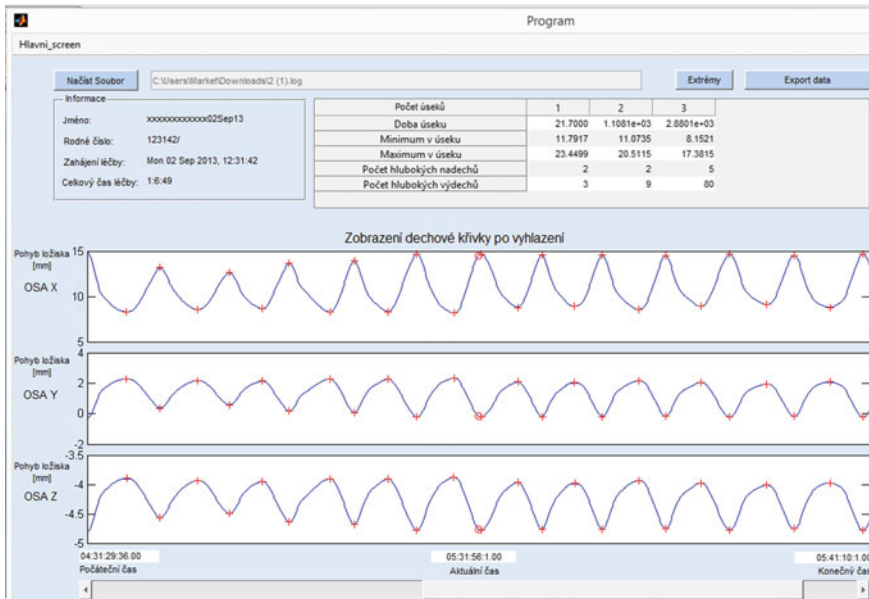 Program
Hlavni_screen
Načíst Soubor
C:\Users\Market\Downloads\2 (1).log
Extrémy
Export data
Informace
Jméno: xxxxxxxxxxxx02Sep13
Rodné číslo: 123142/
Zahájení léčby: Mon 02 Sep 2013, 12:31:42
Celkový čas léčby: 1:6:49
Počet úseků 1 2 3
Doba úseku 21.7000 1.1081e+03 2.8801e+03
Minimum v úseku 11.7917 11.0735 8.1521
Maximum v úseku 23.4499 20.5115 17.3815
Počet hlubokých nadechů 2 2 5
Počet hlubokých výdechů 3 9 80
Zobrazení dechové křivky po vyhlazení
Pohyb ložiska
[mm]
OSA X
15
10
5
Pohyb ložiska
[mm]
OSA Y
4
2
0
-2
Pohyb ložiska
[mm]
OSA Z
-3.5
-4
-4.5
-5
04:31:29:36.00 05:31:56:1.00 05:41:10:1.00
Počáteční čas Aktuální čas Konečný čas